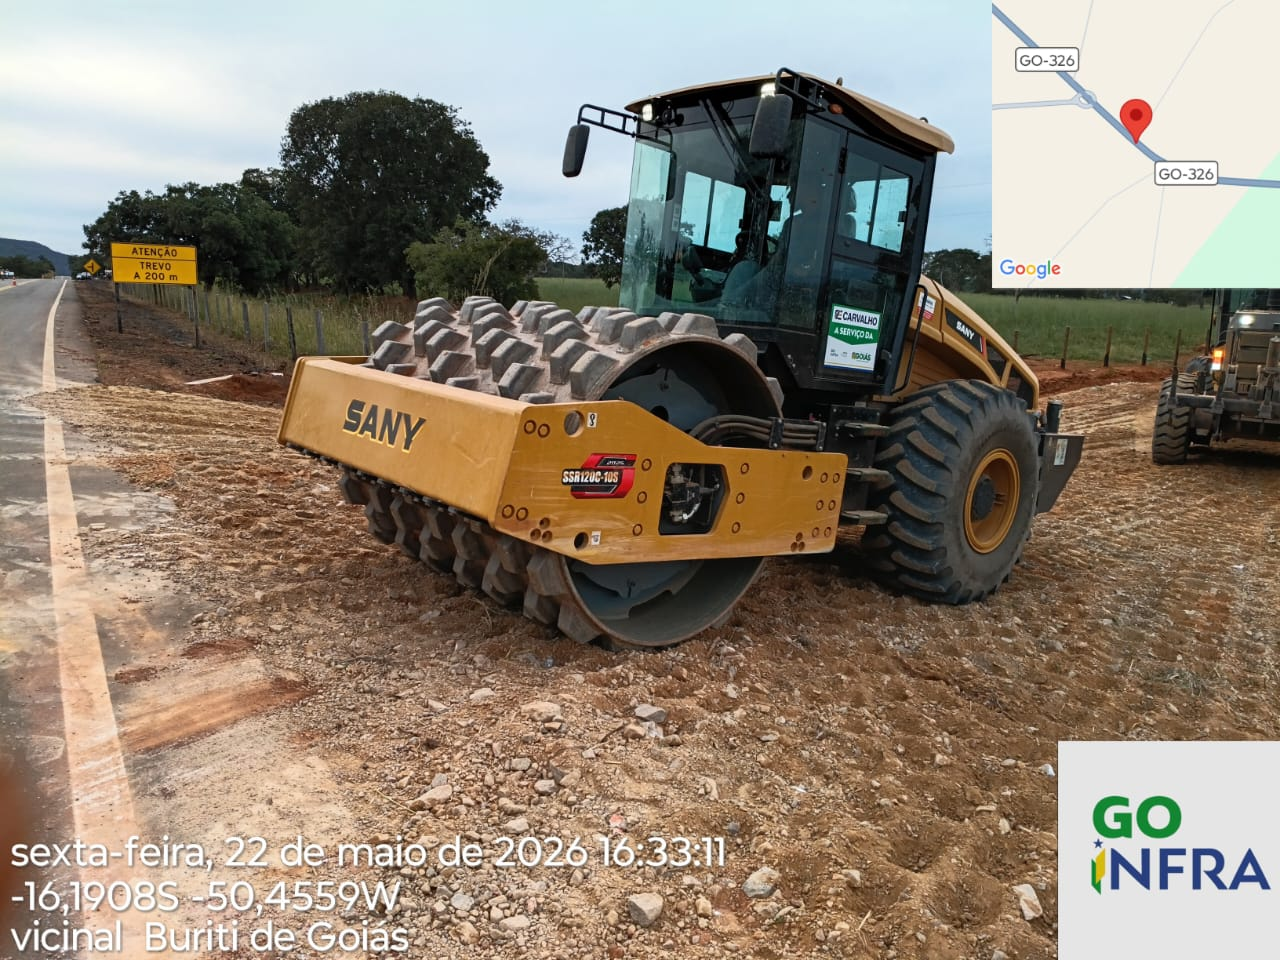 GO-326
GO-326
Google
ATENÇÃO
TREVO
A 200 m
CARVALHO
A SERVIÇO DA
GOIÁS
SANY
SANY
SSR120C-10S
GO
INFRA
sexta-feira, 22 de maio de 2026 16:33:11
-16,1908S -50,4559W
vicinal Buriti de Goiás